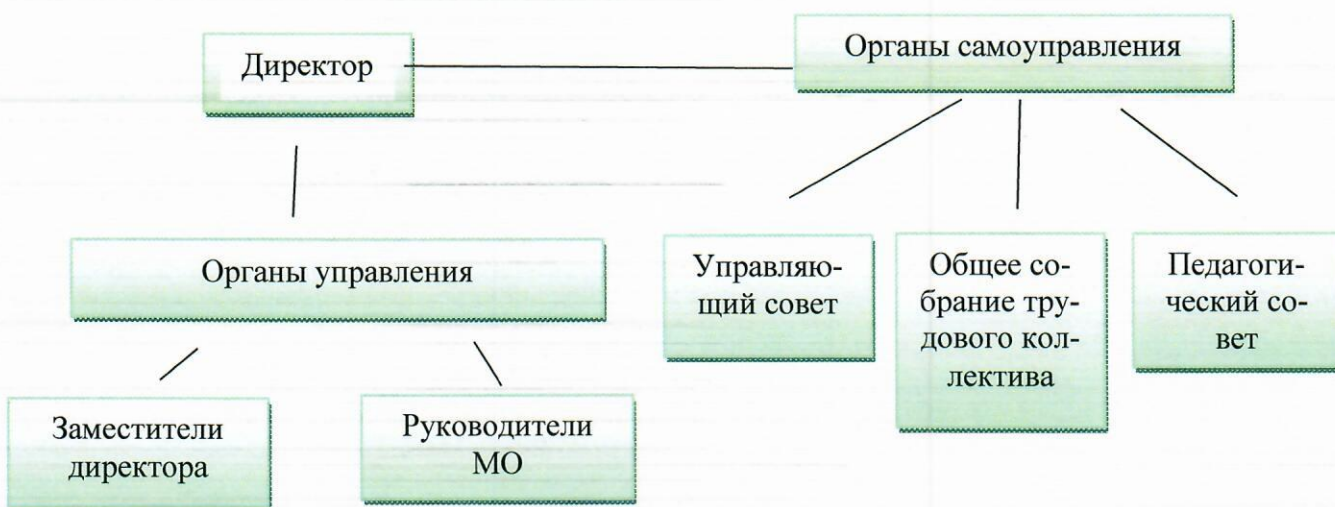 Директор
Органы самоуправления
Органы управления
Управляю-
щий совет
Общее со-
брание тру-
дового кол-
лектива
Педагоги-
ческий со-
вет
Заместители
директора
Руководители
МО